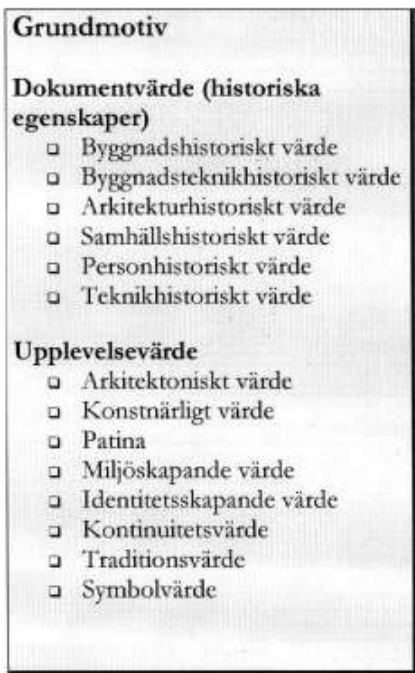 Grundmotiv
Dokumentvärde (historiska
egenskaper)
❑ Byggnadshistoriskt värde
❑ Byggnadsteknikhistoriskt värde
❑ Arkitekturhistoriskt värde
❑ Samhällshistoriskt värde
❑ Personhistoriskt värde
❑ Teknikhistoriskt värde
Upplevelsevärde
❑ Arkitektoniskt värde
❑ Konstnärligt värde
❑ Patina
❑ Miljöskapande värde
❑ Identitetsskapande värde
❑ Kontinuitetsvärde
❑ Traditionsvärde
❑ Symbolvärde